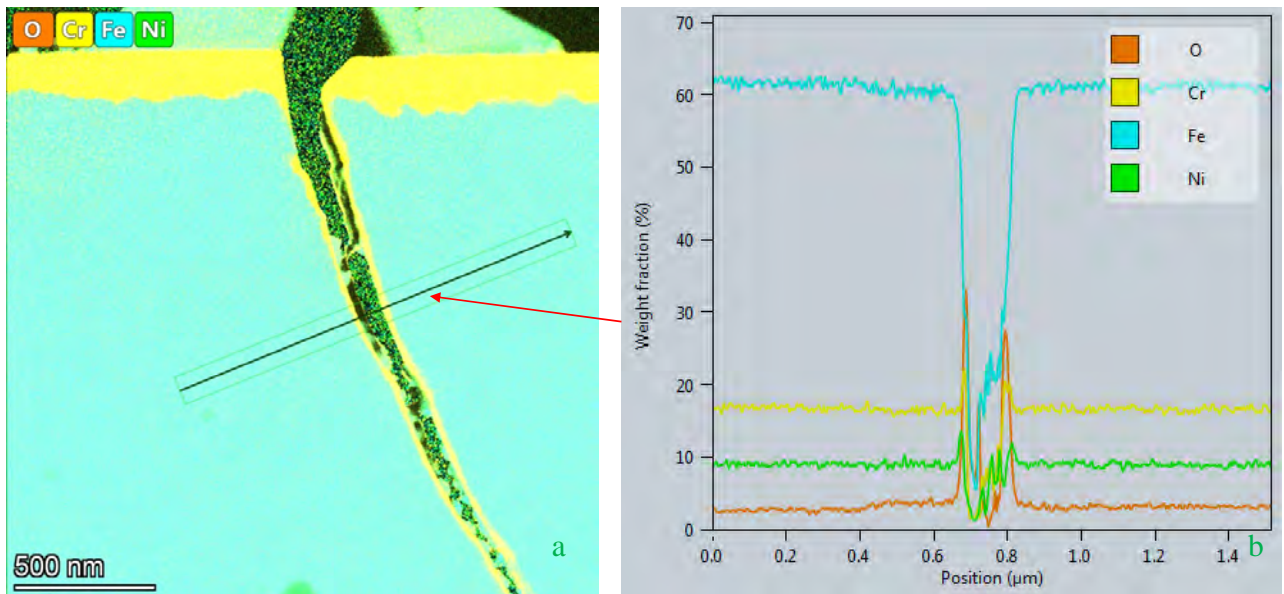 O Cr Fe Ni
500 nm
a
70
60
50
40
30
20
10
0
Weight fraction (%)
O
Cr
Fe
Ni
0.0 0.2 0.4 0.6 0.8 1.0 1.2 1.4
Position (µm)
b